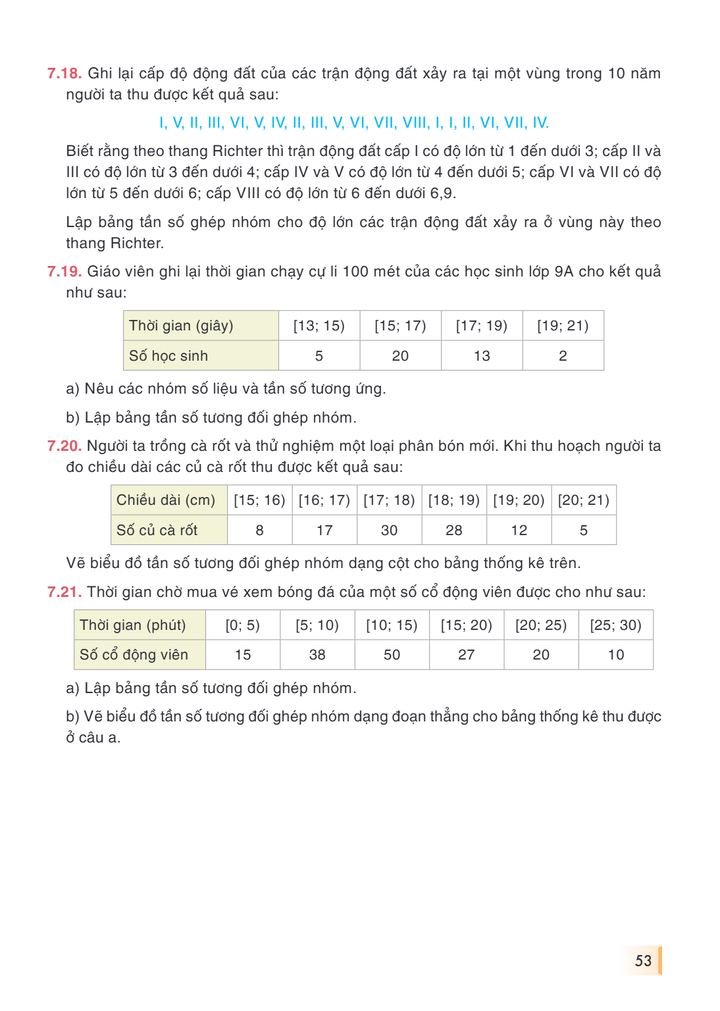 7.18. Ghi lại cấp độ động đất của các trận động đất xảy ra tại một vùng trong 10 năm
người ta thu được kết quả sau:
I, V, II, III, VI, V, IV, II, III, V, VI, VII, VIII, I, I, II, VI, VII, IV.
Biết rằng theo thang Richter thì trận động đất cấp I có độ lớn từ 1 đến dưới 3; cấp II và
III có độ lớn từ 3 đến dưới 4; cấp IV và V có độ lớn từ 4 đến dưới 5; cấp VI và VII có độ
lớn từ 5 đến dưới 6; cấp VIII có độ lớn từ 6 đến dưới 6,9.
Lập bảng tần số ghép nhóm cho độ lớn các trận động đất xảy ra ở vùng này theo
thang Richter.
7.19. Giáo viên ghi lại thời gian chạy cự li 100 mét của các học sinh lớp 9A cho kết quả
như sau:
Thời gian (giây) [13; 15) [15; 17) [17; 19) [19; 21)
Số học sinh 5 20 13 2
a) Nêu các nhóm số liệu và tần số tương ứng.
b) Lập bảng tần số tương đối ghép nhóm.
7.20. Người ta trồng cà rốt và thử nghiệm một loại phân bón mới. Khi thu hoạch người ta
đo chiều dài các củ cà rốt thu được kết quả sau:
Chiều dài (cm) [15; 16) [16; 17) [17; 18) [18; 19) [19; 20) [20; 21)
Số củ cà rốt 8 17 30 28 12 5
Vẽ biểu đồ tần số tương đối ghép nhóm dạng cột cho bảng thống kê trên.
7.21. Thời gian chờ mua vé xem bóng đá của một số cổ động viên được cho như sau:
Thời gian (phút) [0; 5) [5; 10) [10; 15) [15; 20) [20; 25) [25; 30)
Số cổ động viên 15 38 50 27 20 10
a) Lập bảng tần số tương đối ghép nhóm.
b) Vẽ biểu đồ tần số tương đối ghép nhóm dạng đoạn thẳng cho bảng thống kê thu được
ở câu a.
53